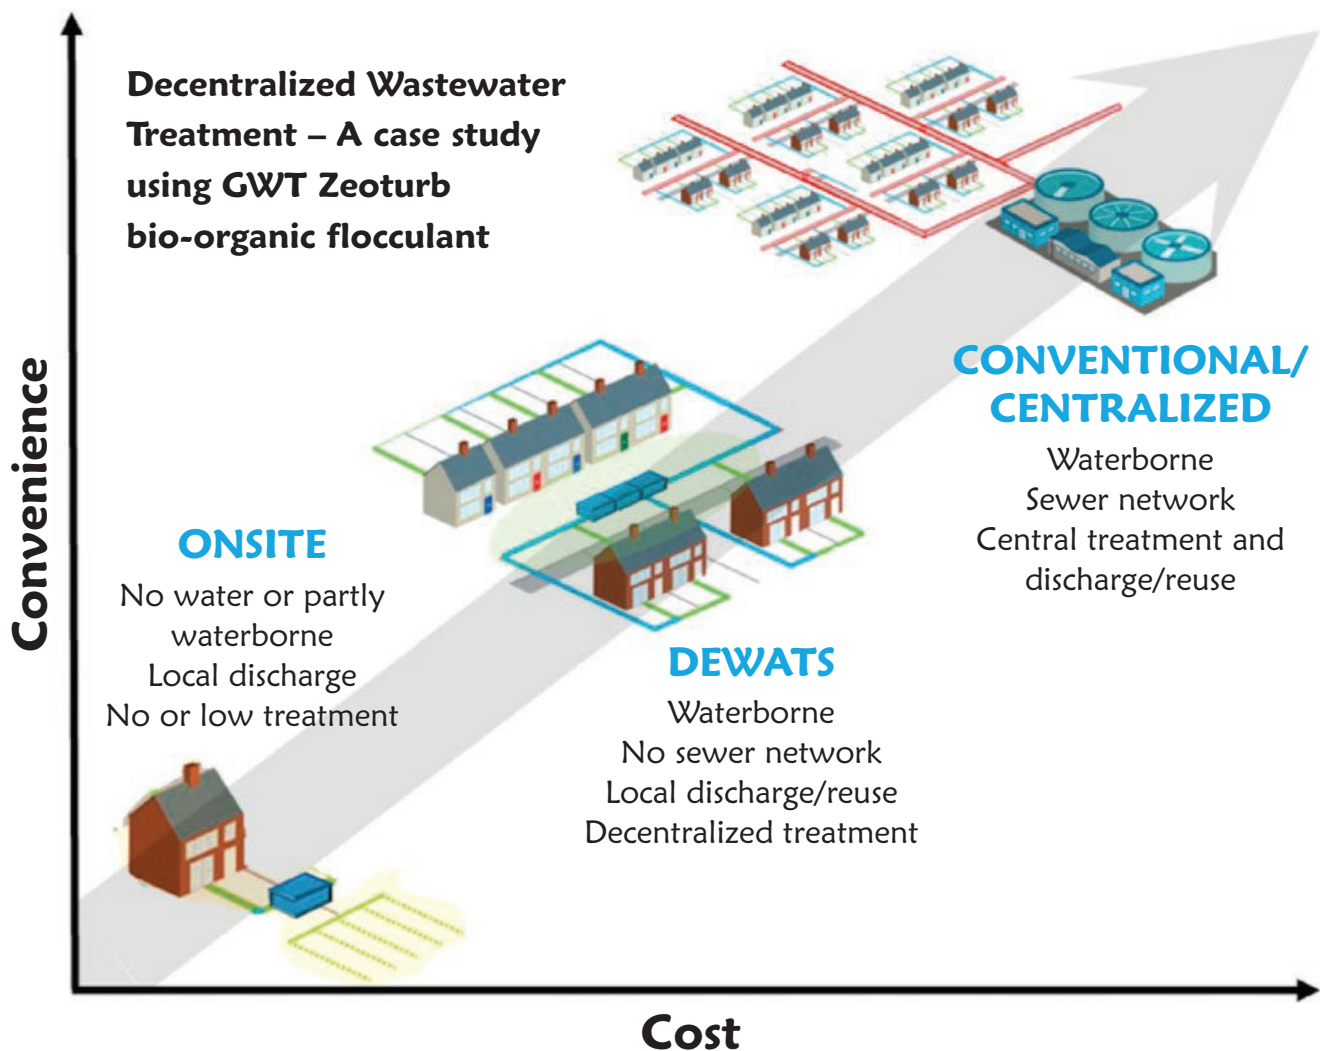 Decentralized Wastewater
Treatment – A case study
using GWT Zeoturb
bio-organic flocculant
Convenience
CONVENTIONAL/
CENTRALIZED
Waterborne
Sewer network
Central treatment and
discharge/reuse
ONSITE
No water or partly
waterborne
Local discharge
No or low treatment
DEWATS
Waterborne
No sewer network
Local discharge/reuse
Decentralized treatment
Cost